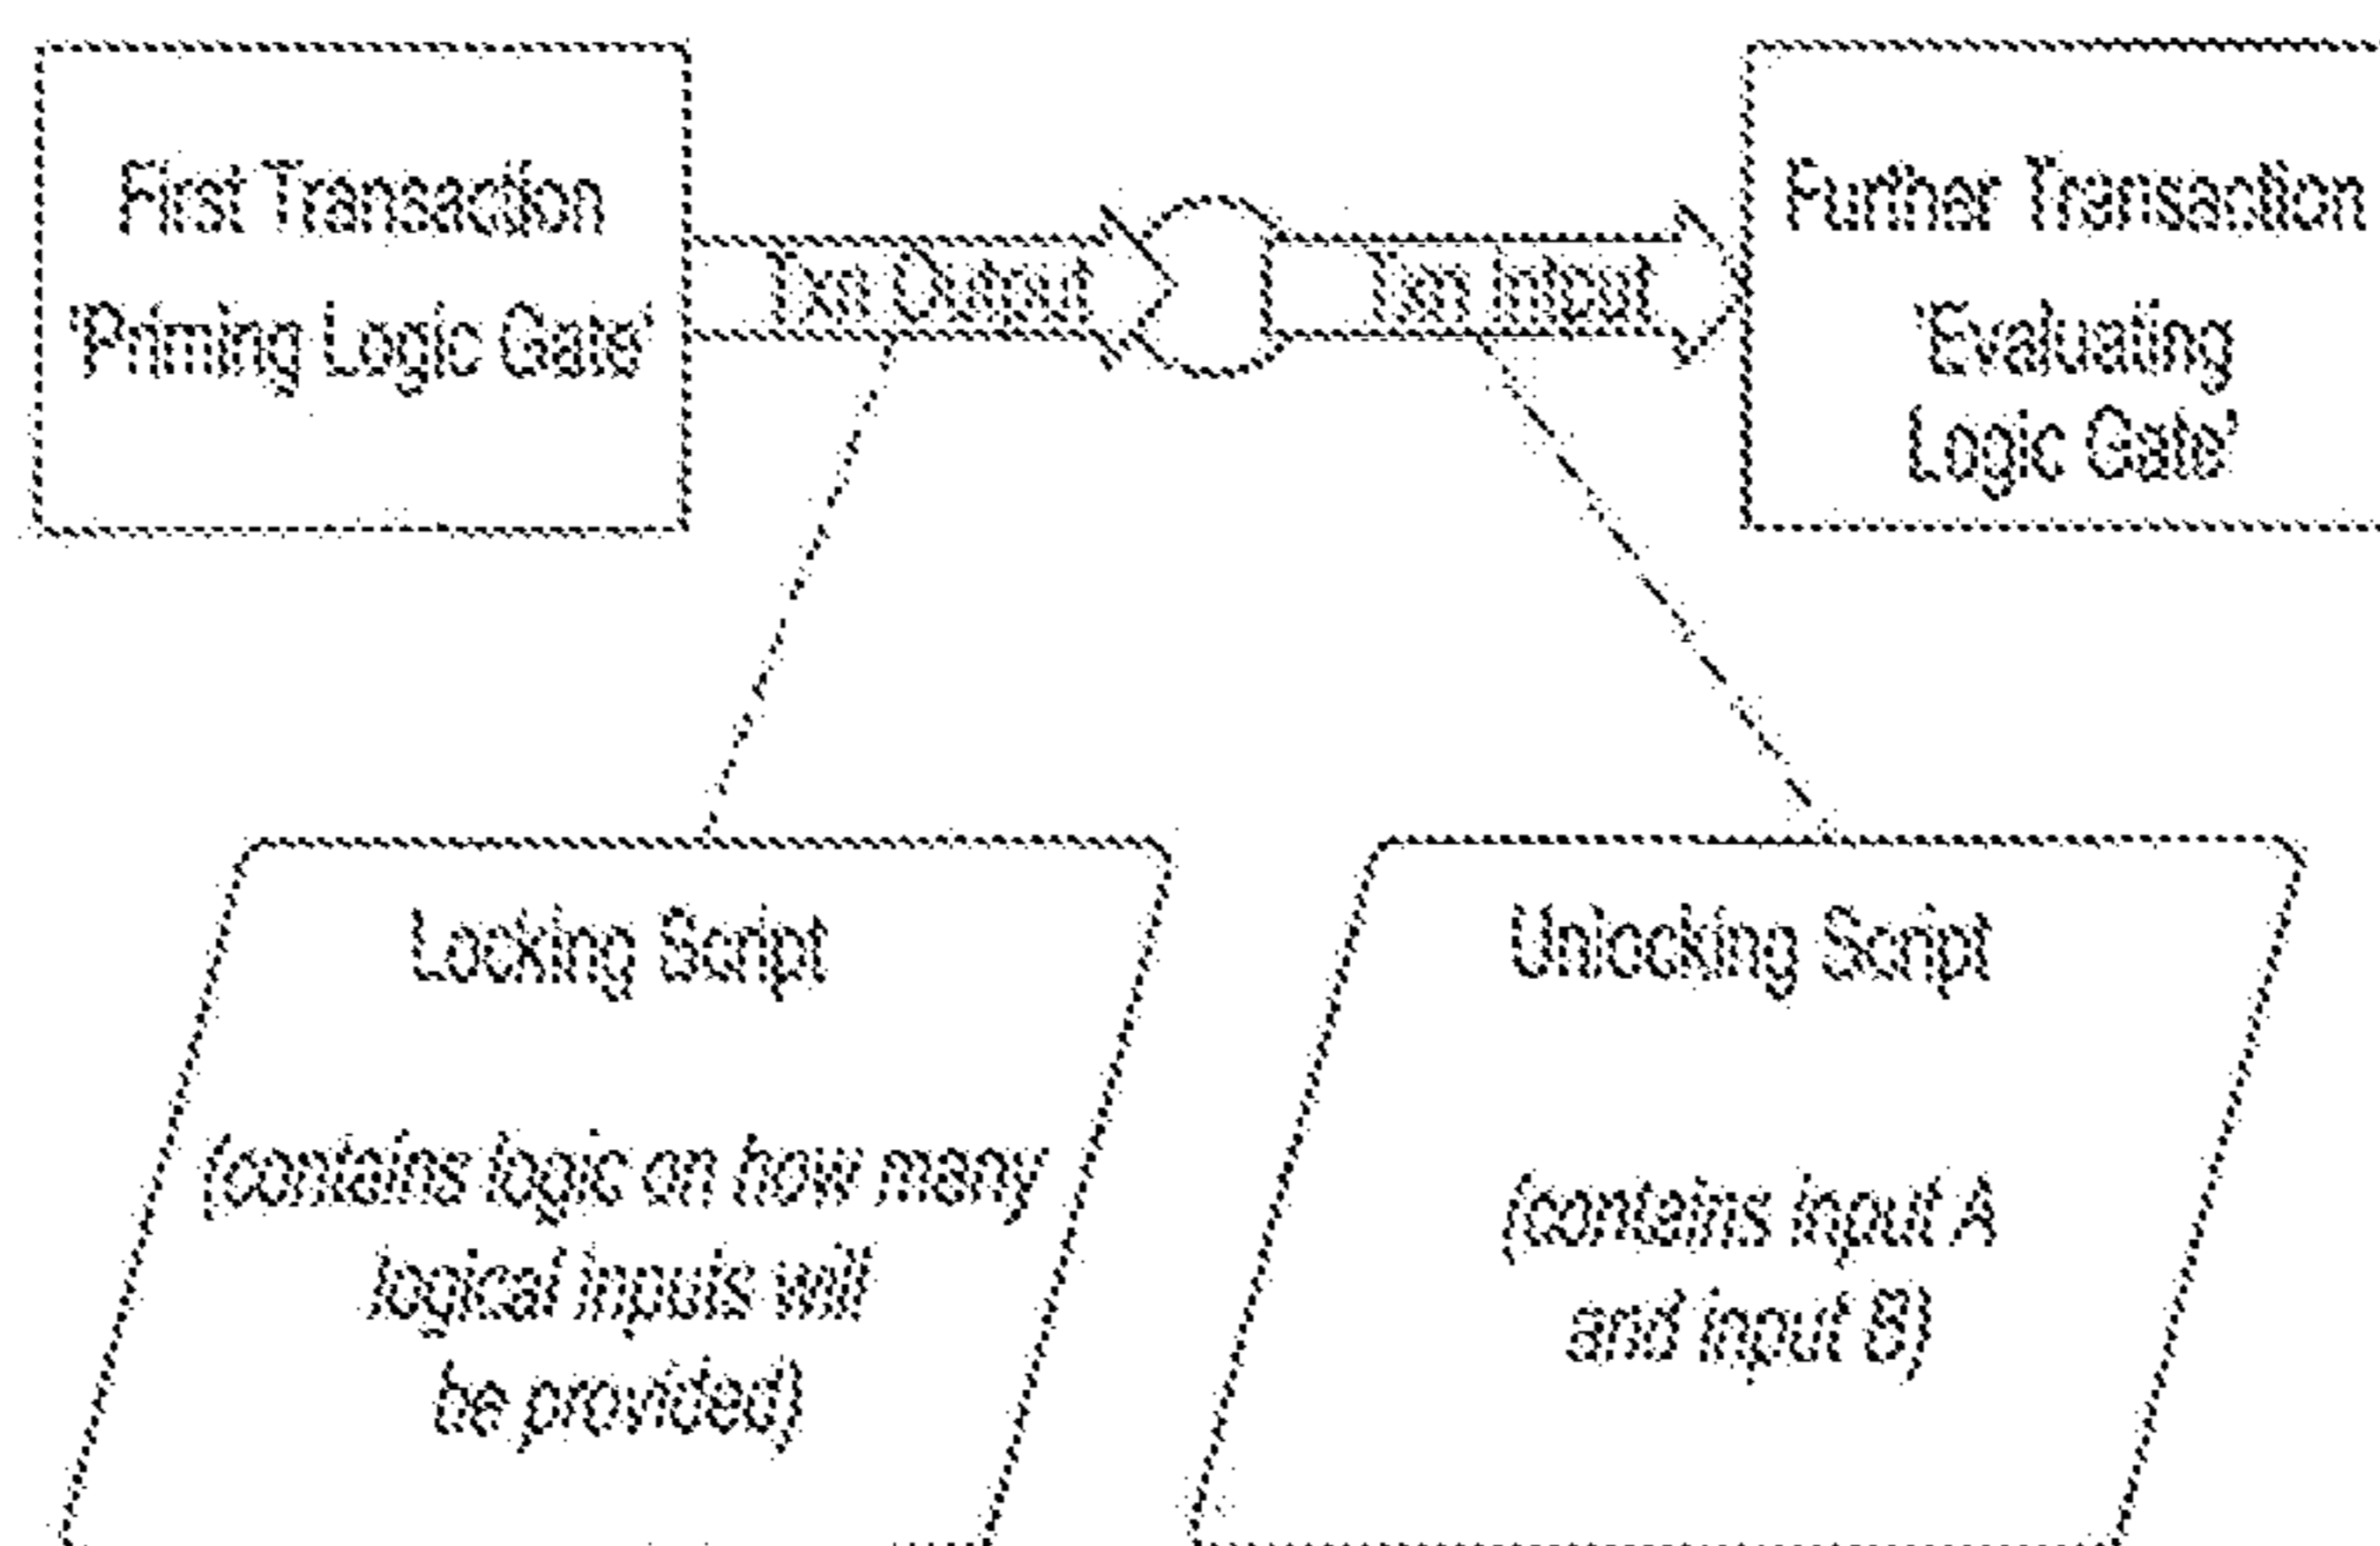 First Transaction
'Priming Logic Gate'
Txn Output
Txn Input
Further Transaction
'Evaluating
Logic Gate'
Locking Script
(contains logic on how many
logical inputs will
be provided)
Unlocking Script
(contains input A
and input B)